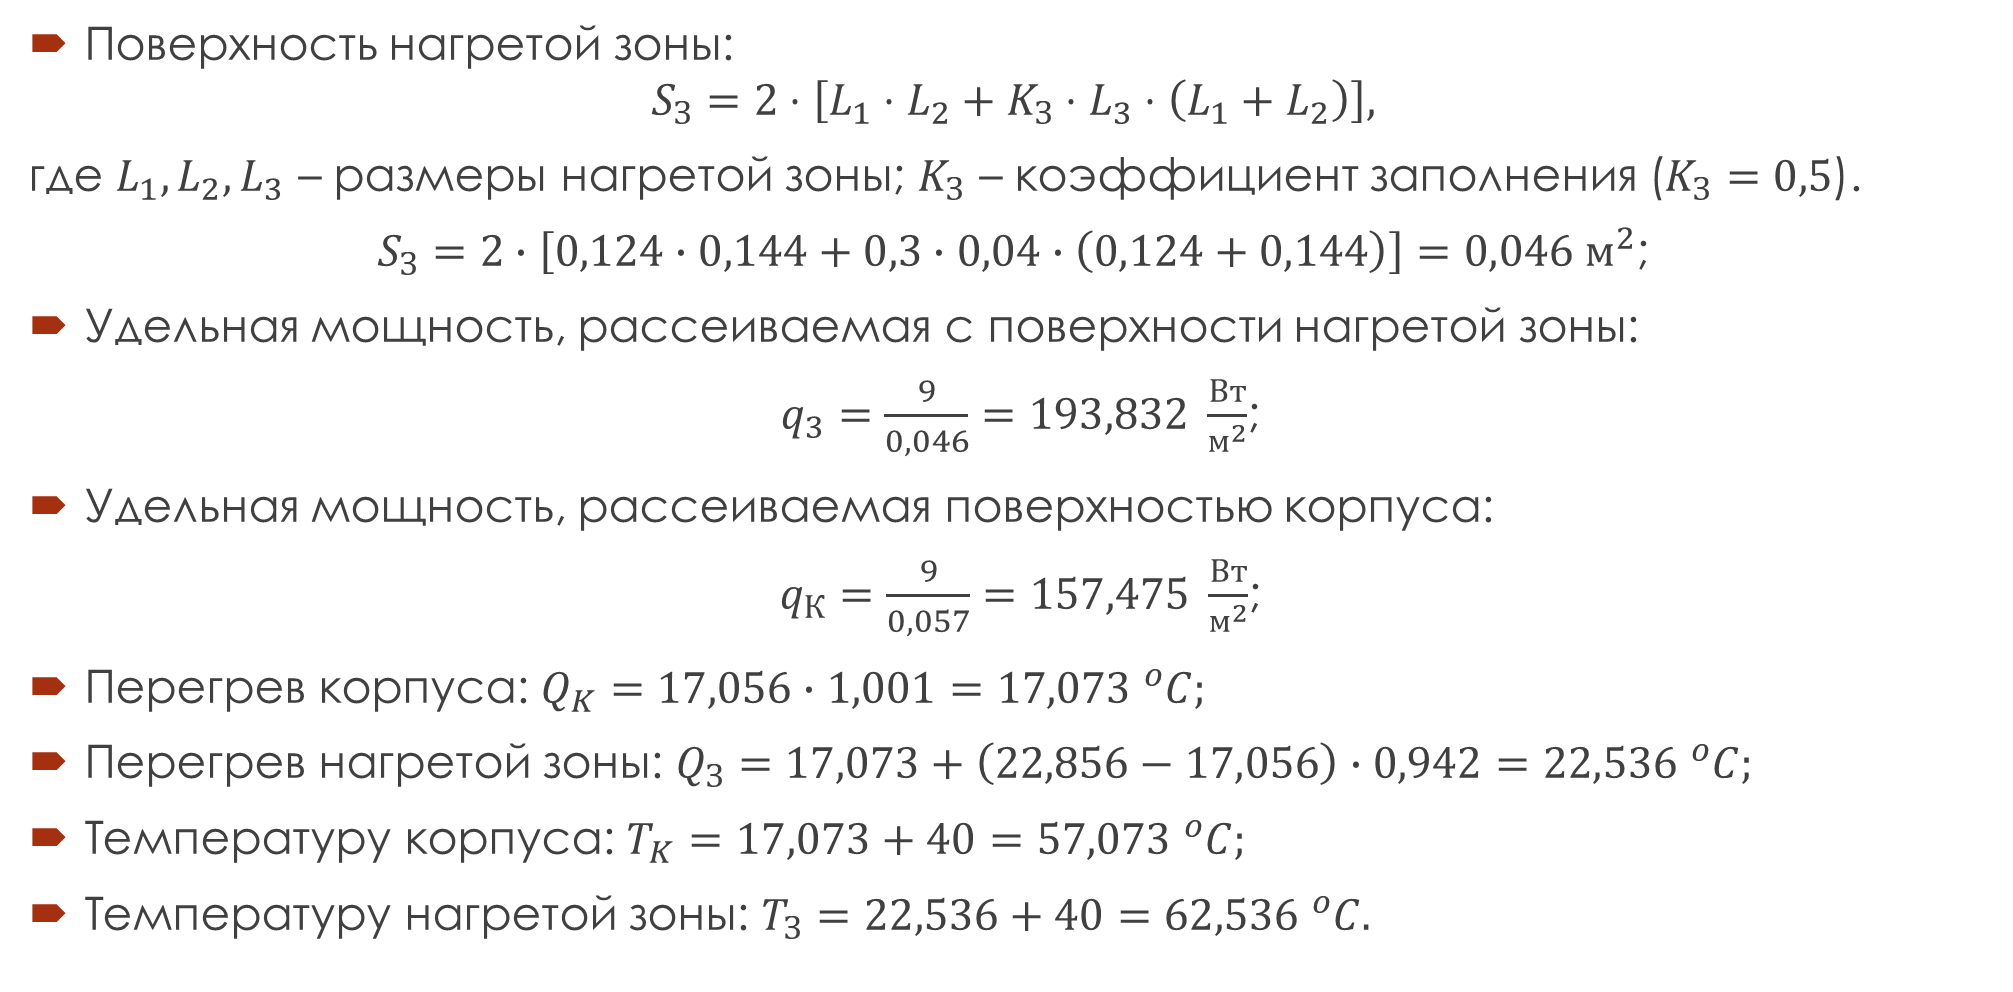 Поверхность нагретой зоны:
S₃ = 2 · [L₁ · L₂ + K₃ · L₃ · (L₁ + L₂)],
где L₁, L₂, L₃ – размеры нагретой зоны; K₃ – коэффициент заполнения (K₃ = 0,5).
S₃ = 2 · [0,124 · 0,144 + 0,3 · 0,04 · (0,124 + 0,144)] = 0,046 м²;
Удельная мощность, рассеиваемая с поверхности нагретой зоны:
q₃ = 9/0,046 = 193,832 Вт/м²;
Удельная мощность, рассеиваемая поверхностью корпуса:
qК = 9/0,057 = 157,475 Вт/м²;
Перегрев корпуса: QК = 17,056 · 1,001 = 17,073 °C;
Перегрев нагретой зоны: Q₃ = 17,073 + (22,856 − 17,056) · 0,942 = 22,536 °C;
Температуру корпуса: TК = 17,073 + 40 = 57,073 °C;
Температуру нагретой зоны: T₃ = 22,536 + 40 = 62,536 °C.